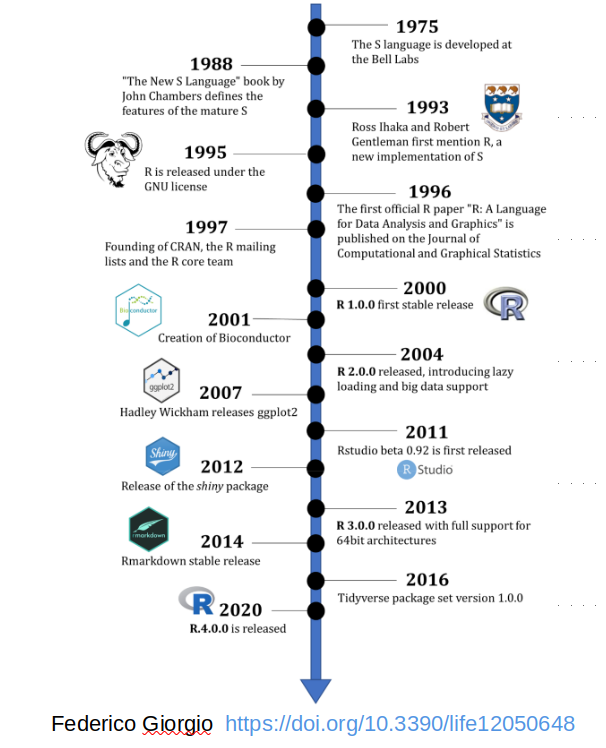 1975
The S language is developed at
the Bell Labs
1988
"The New S Language" book by
John Chambers defines the
features of the mature S
1993
Ross Ihaka and Robert
Gentleman first mention R, a
new implementation of S
1995
R is released under the
GNU license
1996
The first official R paper "R: A Language
for Data Analysis and Graphics" is
published on the Journal of
Computational and Graphical Statistics
1997
Founding of CRAN, the R mailing
lists and the R core team
2000
R 1.0.0 first stable release
R
Bioconductor
2001
Creation of Bioconductor
2004
R 2.0.0 released, introducing lazy
loading and big data support
ggplot2
2007
Hadley Wickham releases ggplot2
2011
Rstudio beta 0.92 is first released
R Studio
Shiny
2012
Release of the shiny package
2013
R 3.0.0 released with full support for
64bit architectures
rmarkdown
2014
Rmarkdown stable release
2016
Tidyverse package set version 1.0.0
R
2020
R.4.0.0 is released
Federico Giorgio https://doi.org/10.3390/life12050648